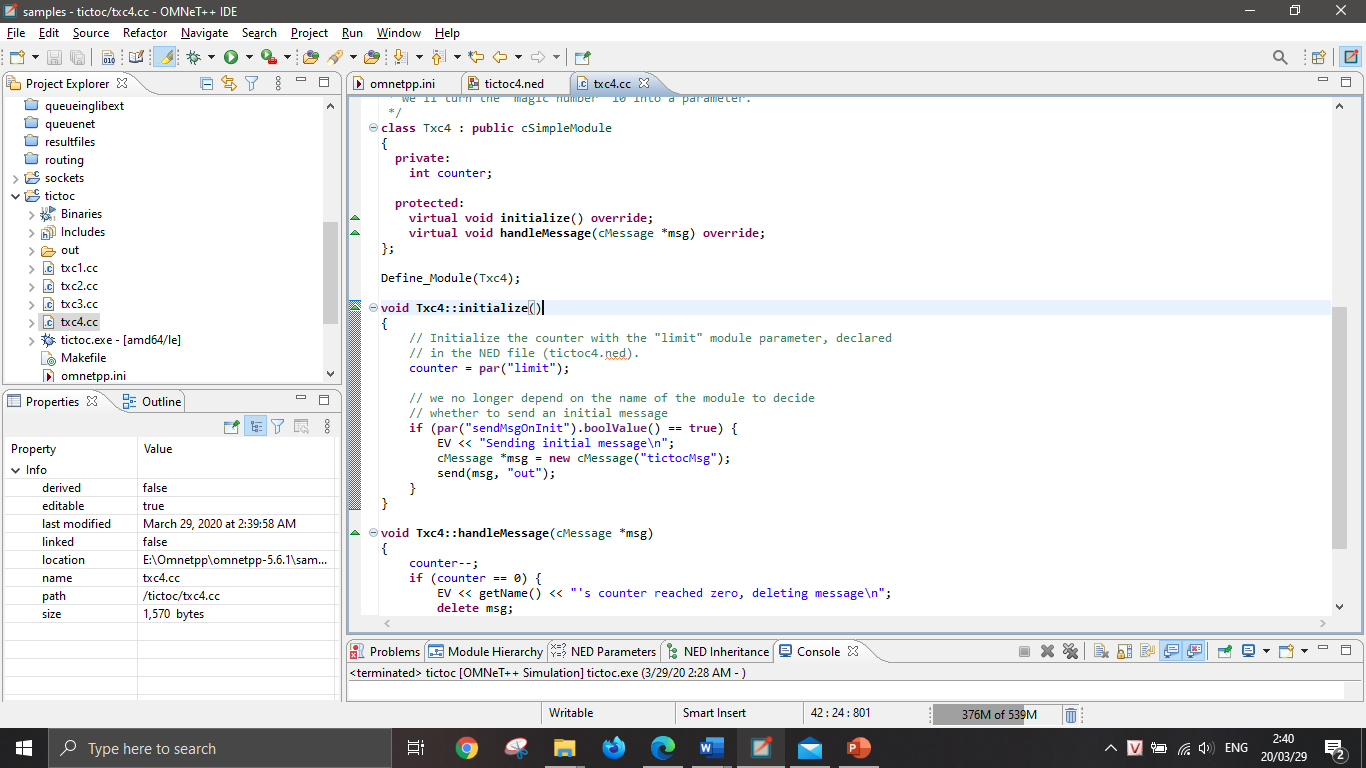 samples - tictoc/txc4.cc - OMNeT++ IDE
File Edit Source Refactor Navigate Search Project Run Window Help
Project Explorer
queueinglibext
queuenet
resultfiles
routing
sockets
tictoc
Binaries
Includes
out
txc1.cc
txc2.cc
txc3.cc
txc4.cc
tictoc.exe - [amd64/le]
Makefile
omnetpp.ini
Properties Outline
Property Value
Info
derived false
editable true
last modified March 29, 2020 at 2:39:58 AM
linked false
location E:\Omnetpp\omnetpp-5.6.1\sam...
name txc4.cc
path /tictoc/txc4.cc
size 1,570 bytes
omnetpp.ini tictoc4.ned txc4.cc
we'll turn the "magic number" 10 into a parameter.
*/
class Txc4 : public cSimpleModule
{
private:
int counter;
protected:
virtual void initialize() override;
virtual void handleMessage(cMessage *msg) override;
};
Define_Module(Txc4);
void Txc4::initialize()
{
// Initialize the counter with the "limit" module parameter, declared
// in the NED file (tictoc4.ned).
counter = par("limit");
// we no longer depend on the name of the module to decide
// whether to send an initial message
if (par("sendMsgOnInit").boolValue() == true) {
EV << "Sending initial message\n";
cMessage *msg = new cMessage("tictocMsg");
send(msg, "out");
}
}
void Txc4::handleMessage(cMessage *msg)
{
counter--;
if (counter == 0) {
EV << getName() << "'s counter reached zero, deleting message\n";
delete msg;
Problems Module Hierarchy NED Parameters NED Inheritance Console
<terminated> tictoc [OMNeT++ Simulation] tictoc.exe (3/29/20 2:28 AM - )
Writable Smart Insert 42 : 24 : 801 376M of 539M
Type here to search
ENG
2:40
20/03/29
2